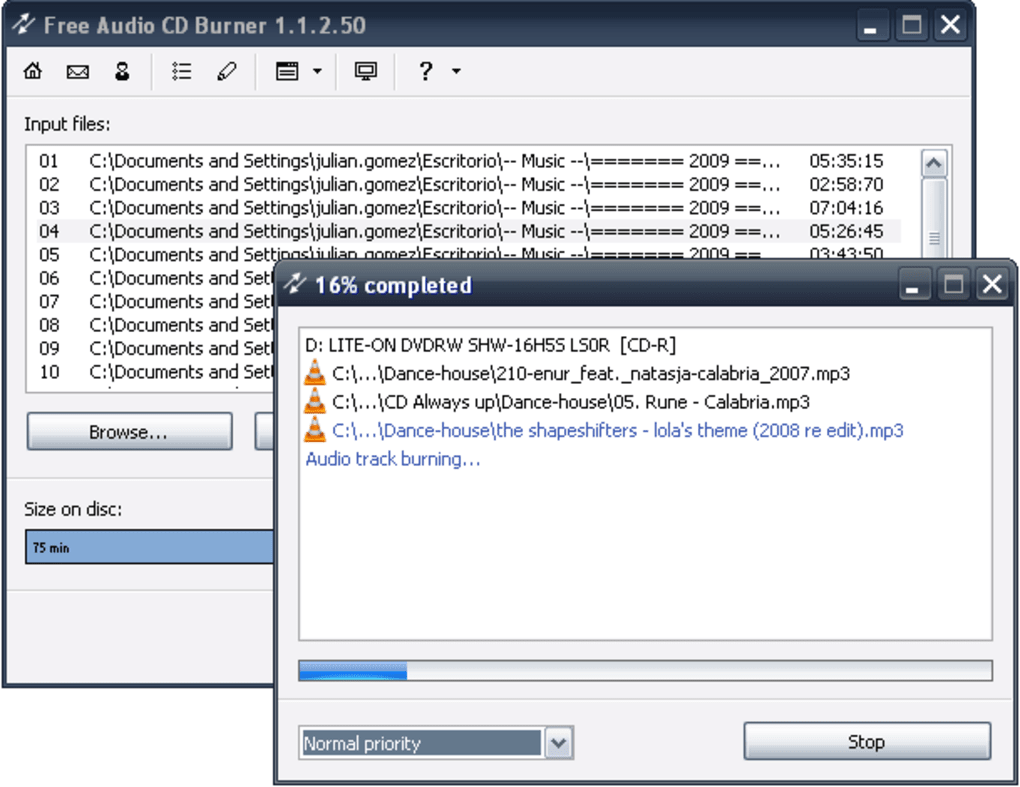 Free Audio CD Burner 1.1.2.50
?
Input files:
01 C:\Documents and Settings\julian.gomez\Escritorio\-- Music --\======= 2009 ==... 05:35:15
02 C:\Documents and Settings\julian.gomez\Escritorio\-- Music --\======= 2009 ==... 02:58:70
03 C:\Documents and Settings\julian.gomez\Escritorio\-- Music --\======= 2009 ==... 07:04:16
04 C:\Documents and Settings\julian.gomez\Escritorio\-- Music --\======= 2009 ==... 05:26:45
05 C:\Documents and Settings\julian.gomez\Escritorio\-- Music --\======= 2009 == 03:43:50
06 C:\Documents and Set
07 C:\Documents and Set
08 C:\Documents and Set
09 C:\Documents and Set
10 C:\Documents and Set
Browse...
Size on disc:
75 min
16% completed
D: LITE-ON DVDRW SHW-16H5S LS0R [CD-R]
C:\...\Dance-house\210-enur_feat._natasja-calabria_2007.mp3
C:\...\CD Always up\Dance-house\05. Rune - Calabria.mp3
C:\...\Dance-house\the shapeshifters - lola's theme (2008 re edit).mp3
Audio track burning...
Normal priority
Stop